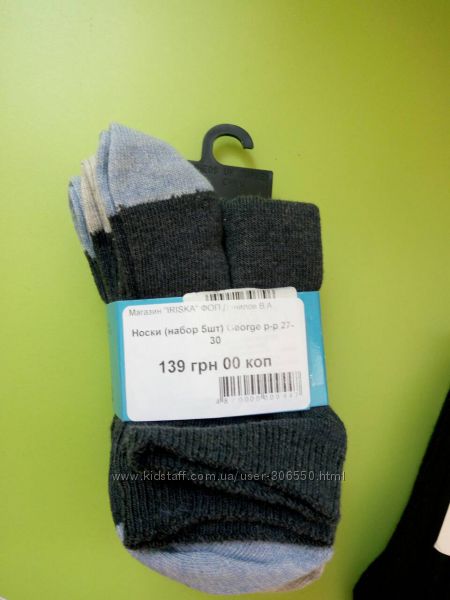 Магазин "IRISKA" ФОП В.А.
Носки (набор 5шт) George р-р 27-
30
139 грн 00 коп
www.kidstaff.com.ua/user-306550.html